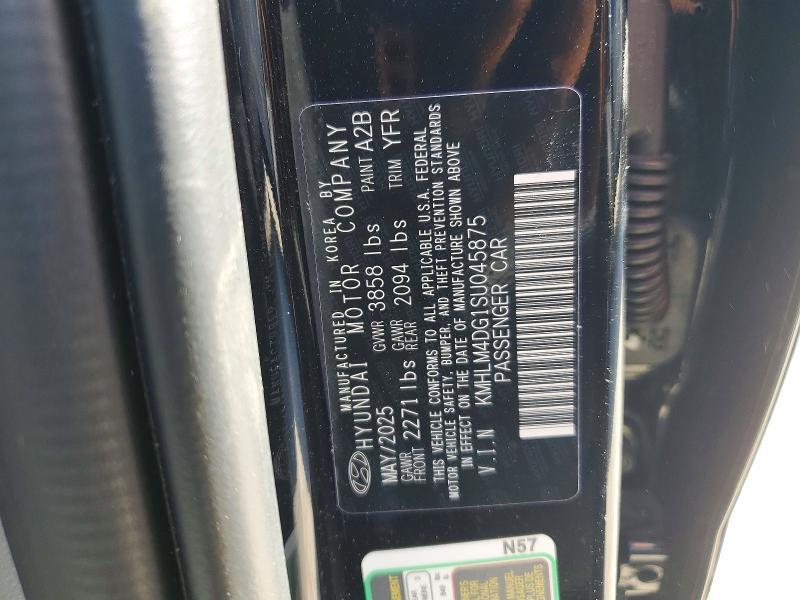 MANUFACTURED IN KOREA BY
HYUNDAI MOTOR COMPANY
MAY/2025 GVWR 3858 lbs PAINT A2B
GAWR FRONT 2271 lbs GAWR REAR 2094 lbs TRIM YFR
THIS VEHICLE CONFORMS TO ALL APPLICABLE U.S.A. FEDERAL
MOTOR VEHICLE SAFETY, BUMPER, AND THEFT PREVENTION STANDARDS
IN EFFECT ON THE DATE OF MANUFACTURE SHOWN ABOVE
V.I.N KMHLM4DG1SU045875
PASSENGER CAR
N57